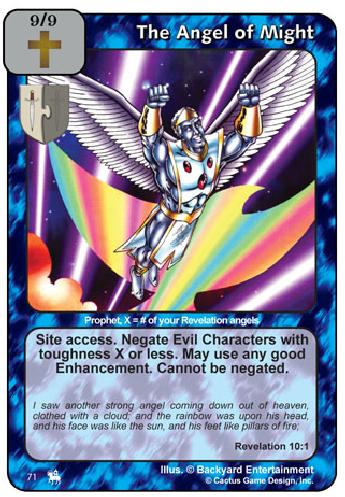 9/9
The Angel of Might
Prophet, X = # of your Revelation angels.
Site access. Negate Evil Characters with
toughness X or less. May use any good
Enhancement. Cannot be negated.
I saw another strong angel coming down out of heaven,
clothed with a cloud; and the rainbow was upon his head,
and his face was like the sun, and his feet like pillars of fire;
Revelation 10:1
Illus. © Backyard Entertainment
71
© Cactus Game Design, Inc.